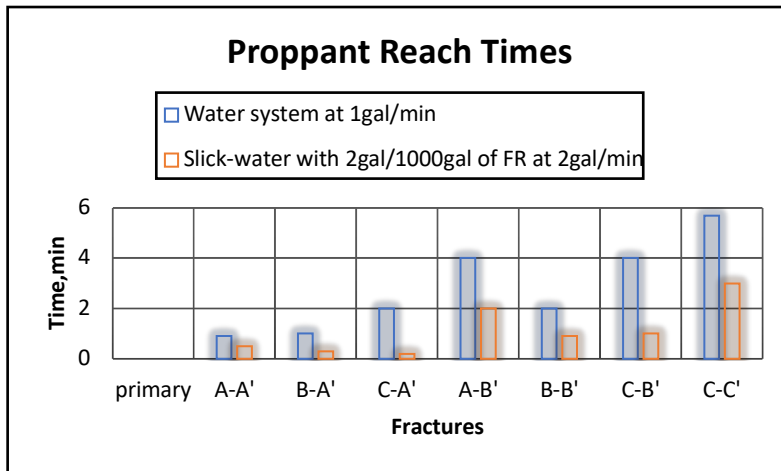 Proppant Reach Times
Water system at 1gal/min
Slick-water with 2gal/1000gal of FR at 2gal/min
6
4
2
0
Time,min
primary A-A' B-A' C-A' A-B' B-B' C-B' C-C'
Fractures